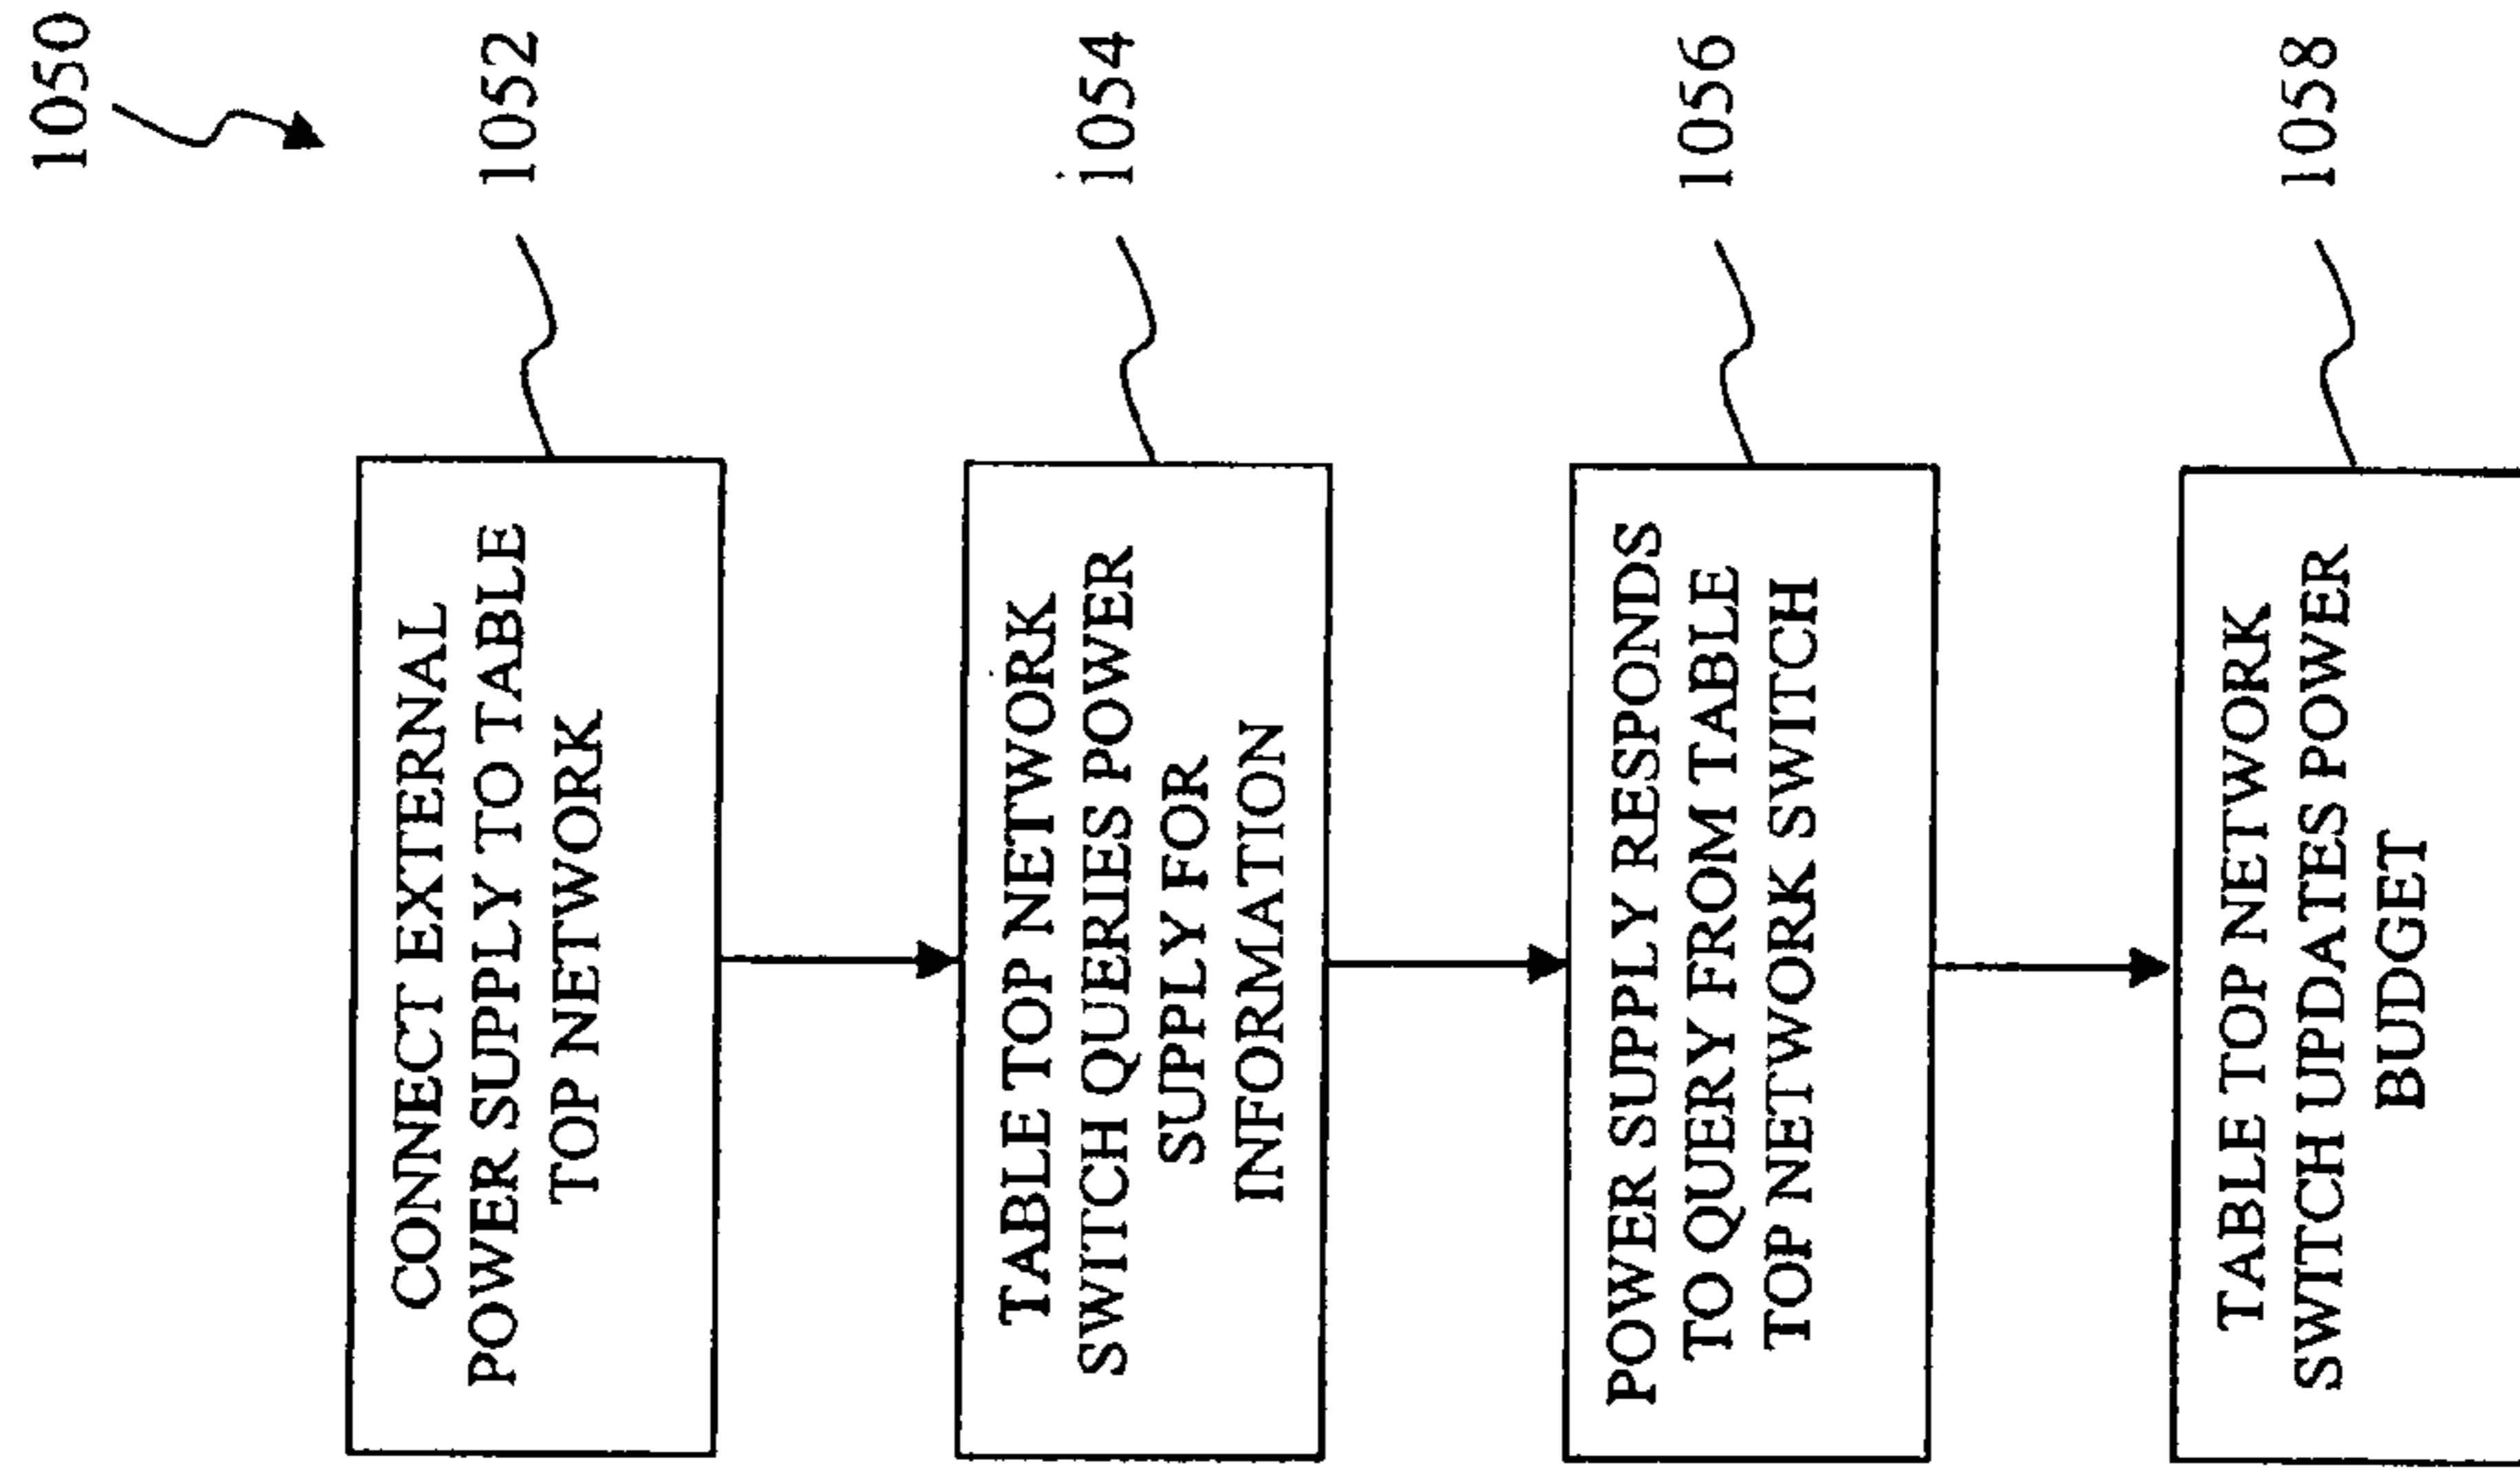 1050
1052
CONNECT EXTERNAL
POWER SUPPLY TO TABLE
TOP NETWORK
1054
TABLE TOP NETWORK
SWITCH QUERIES POWER
SUPPLY FOR
INFORMATION
1056
POWER SUPPLY RESPONDS
TO QUERY FROM TABLE
TOP NETWORK SWITCH
1058
TABLE TOP NETWORK
SWITCH UPDATES POWER
BUDGET